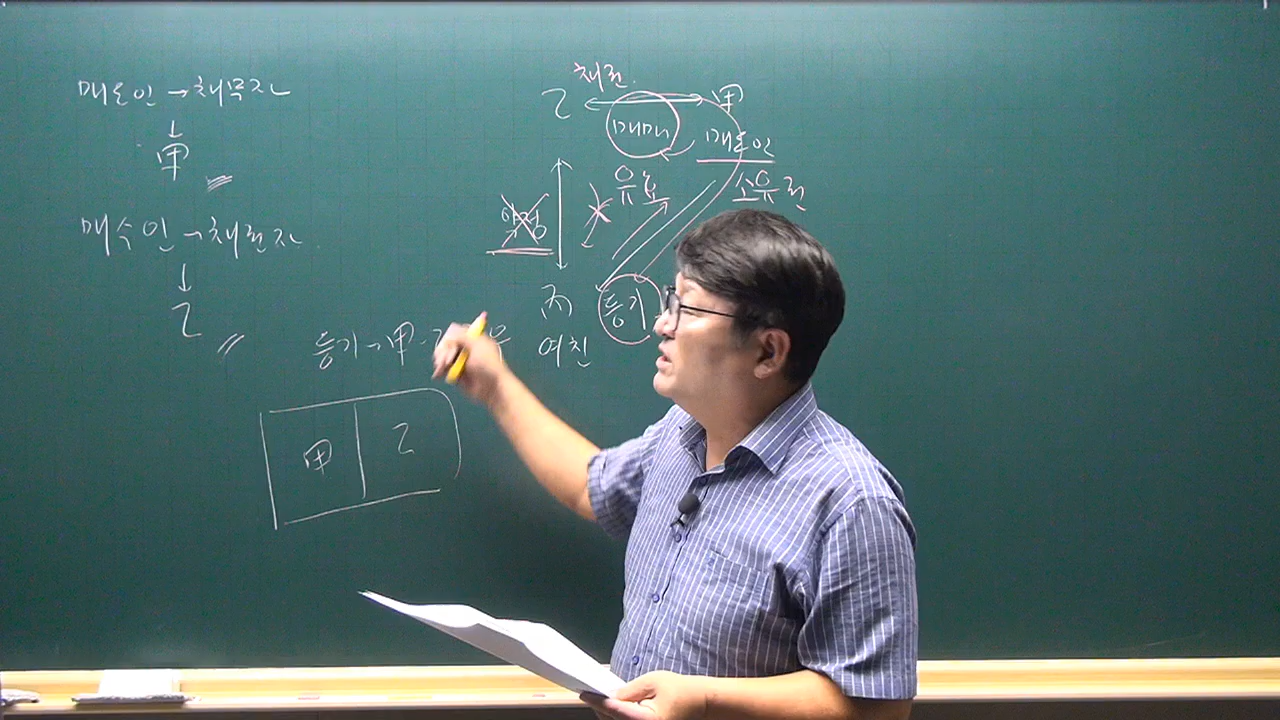 매도인 → 채무자
↓
甲
매수인 → 채권자
↓
乙
등기 → 甲
甲 乙
채권
乙 甲
매매
매도인
유효
소유권
丙 등기
여친